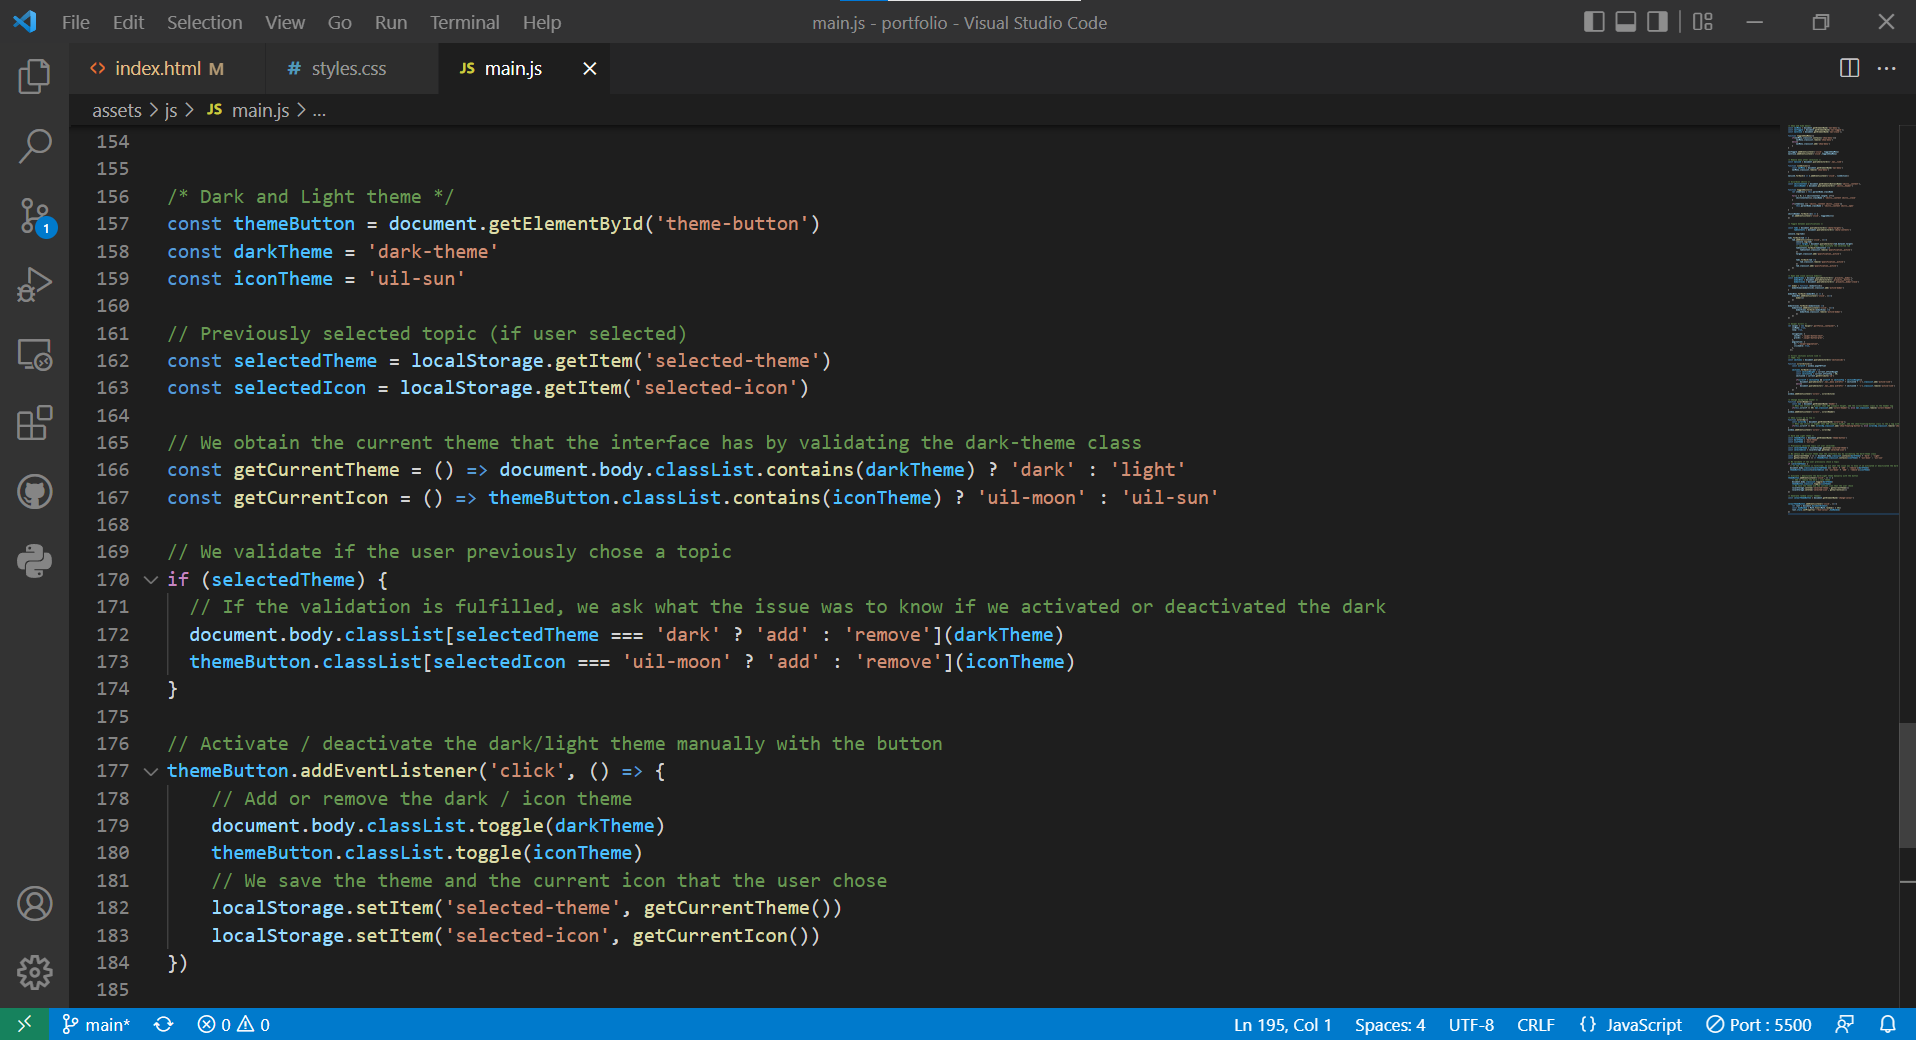 File Edit Selection View Go Run Terminal Help
main.js - portfolio - Visual Studio Code
<> index.html M
# styles.css
JS main.js
assets > js > JS main.js > ...
154
155
156 /* Dark and Light theme */
157 const themeButton = document.getElementById('theme-button')
158 const darkTheme = 'dark-theme'
159 const iconTheme = 'uil-sun'
160
161 // Previously selected topic (if user selected)
162 const selectedTheme = localStorage.getItem('selected-theme')
163 const selectedIcon = localStorage.getItem('selected-icon')
164
165 // We obtain the current theme that the interface has by validating the dark-theme class
166 const getCurrentTheme = () => document.body.classList.contains(darkTheme) ? 'dark' : 'light'
167 const getCurrentIcon = () => themeButton.classList.contains(iconTheme) ? 'uil-moon' : 'uil-sun'
168
169 // We validate if the user previously chose a topic
170 if (selectedTheme) {
171 // If the validation is fulfilled, we ask what the issue was to know if we activated or deactivated the dark
172 document.body.classList[selectedTheme === 'dark' ? 'add' : 'remove'](darkTheme)
173 themeButton.classList[selectedIcon === 'uil-moon' ? 'add' : 'remove'](iconTheme)
174 }
175
176 // Activate / deactivate the dark/light theme manually with the button
177 themeButton.addEventListener('click', () => {
178 // Add or remove the dark / icon theme
179 document.body.classList.toggle(darkTheme)
180 themeButton.classList.toggle(iconTheme)
181 // We save the theme and the current icon that the user chose
182 localStorage.setItem('selected-theme', getCurrentTheme())
183 localStorage.setItem('selected-icon', getCurrentIcon())
184 })
185
1
main* 0 0
Ln 195, Col 1 Spaces: 4 UTF-8 CRLF {} JavaScript Port : 5500